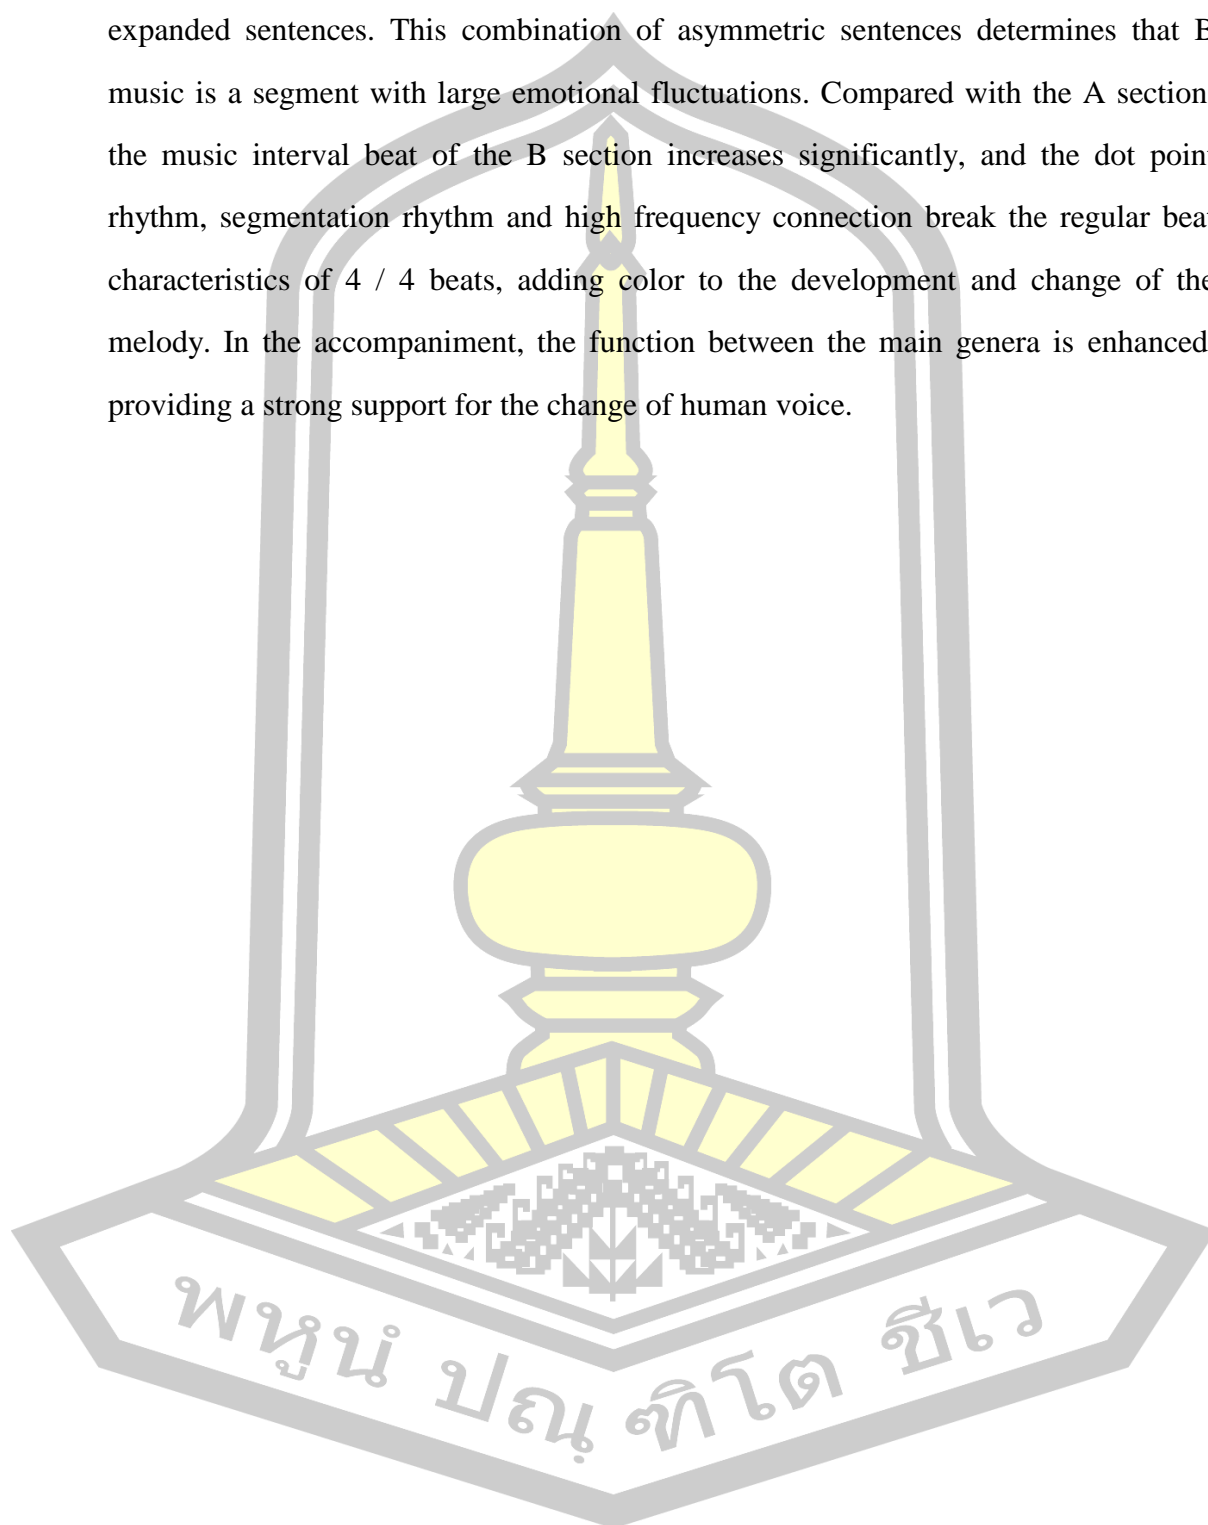 expanded sentences. This combination of asymmetric sentences determines that B
music is a segment with large emotional fluctuations. Compared with the A section
the music interval beat of the B section increases significantly, and the dot point
rhythm, segmentation rhythm and high frequency connection break the regular beat
characteristics of 4 / 4 beats, adding color to the development and change of the
melody. In the accompaniment, the function between the main genera is enhanced
providing a strong support for the change of human voice.
พหูนํ ปณฺฑิโต ชีเว